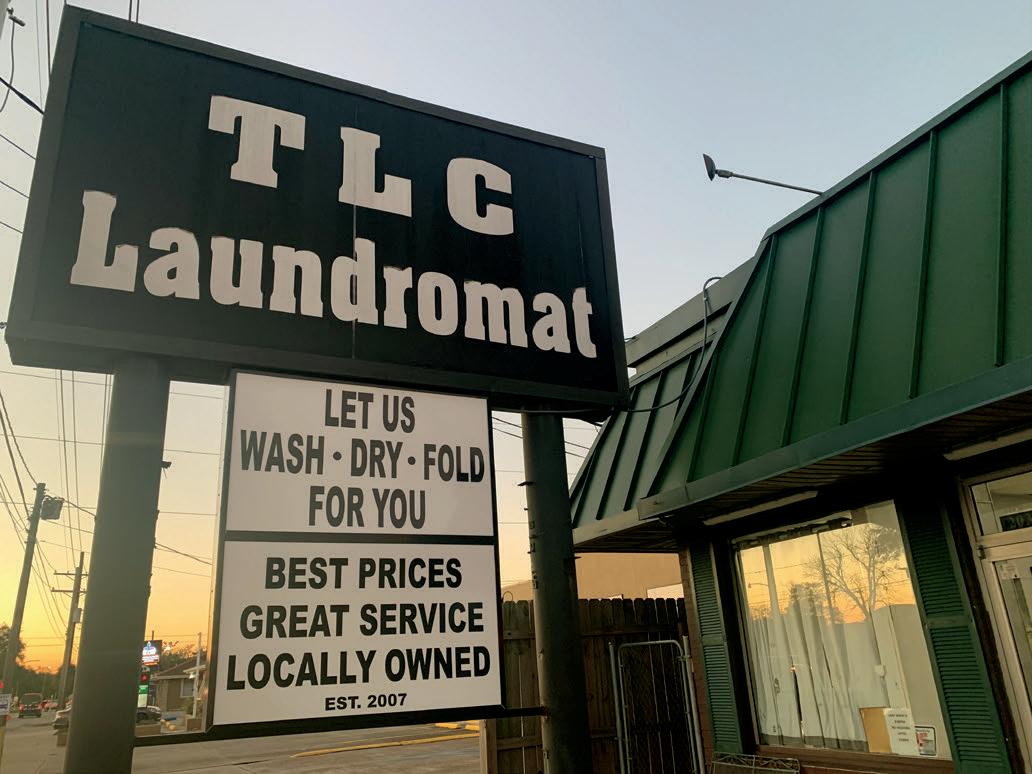 TLC
Laundromat
LET US
WASH · DRY · FOLD
FOR YOU
BEST PRICES
GREAT SERVICE
LOCALLY OWNED
EST. 2007